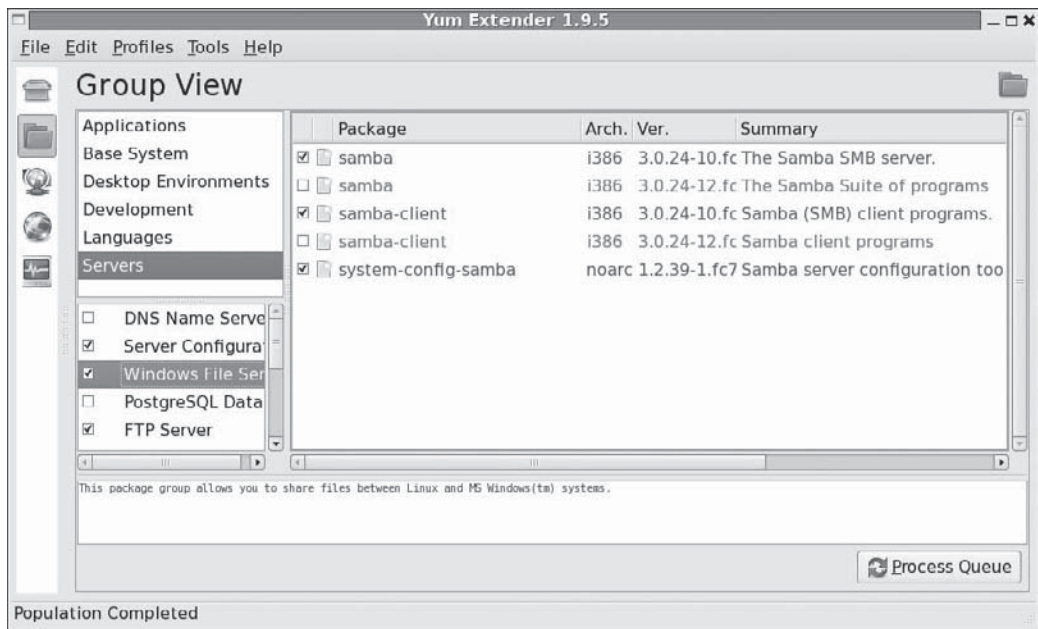 Yum Extender 1.9.5
File Edit Profiles Tools Help
Group View
Applications
Base System
Desktop Environments
Development
Languages
Servers
DNS Name Serve
Server Configura
Windows File Ser
PostgreSQL Data
FTP Server
Package Arch. Ver. Summary
samba i386 3.0.24-10.fc The Samba SMB server.
samba i386 3.0.24-12.fc The Samba Suite of programs
samba-client i386 3.0.24-10.fc Samba (SMB) client programs.
samba-client i386 3.0.24-12.fc Samba client programs
system-config-samba noarc 1.2.39-1.fc7 Samba server configuration too
This package group allows you to share files between Linux and MS Windows(tm) systems.
Process Queue
Population Completed